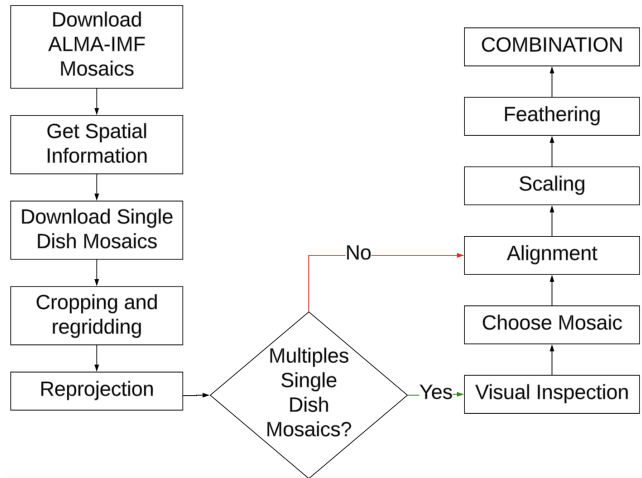 Download
ALMA-IMF
Mosaics
Get Spatial
Information
Download Single
Dish Mosaics
Cropping and
regridding
Reprojection
Multiples
Single
Dish
Mosaics?
No
Yes
Visual Inspection
Choose Mosaic
Alignment
Scaling
Feathering
COMBINATION